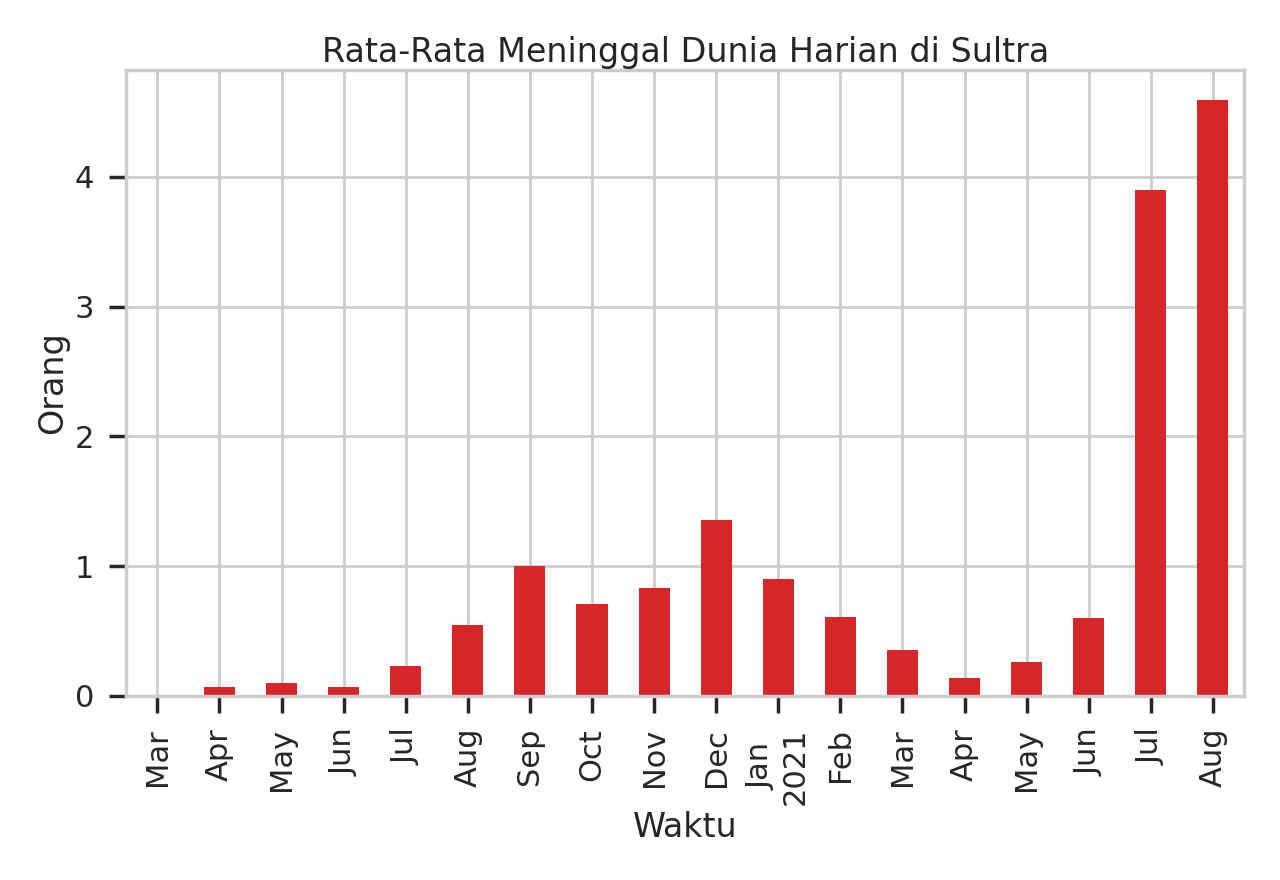 Rata-Rata Meninggal Dunia Harian di Sultra
Orang
4
3
2
1
0
Mar
Apr
May
Jun
Jul
Aug
Sep
Oct
Nov
Dec
Jan
2021
Feb
Mar
Apr
May
Jun
Jul
Aug
Waktu